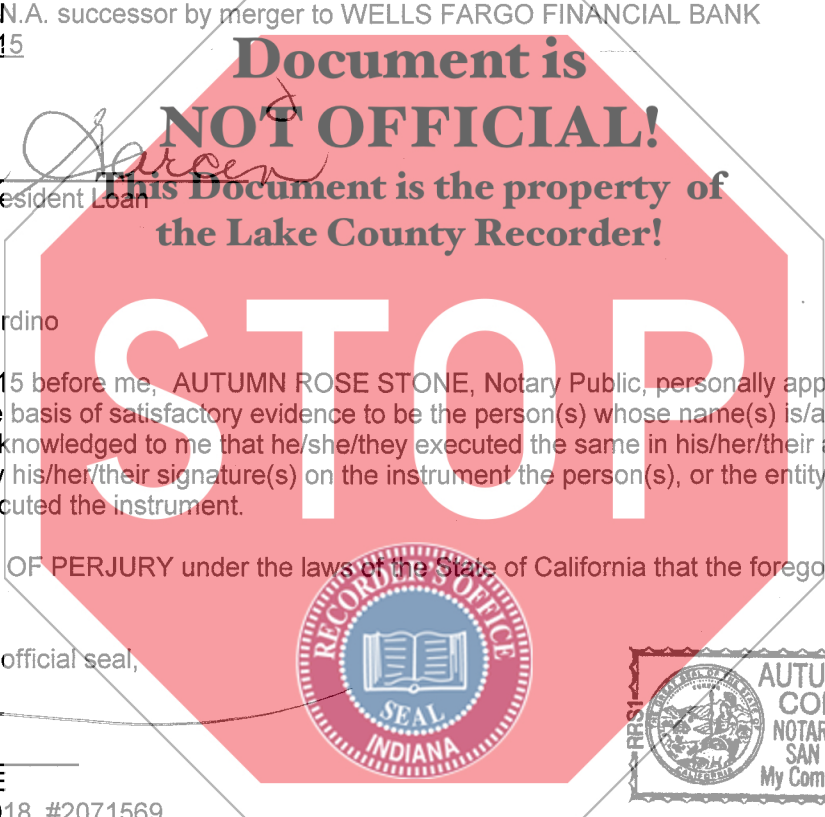 N.A. successor by merger to WELLS FARGO FINANCIAL BANK
15
Document is
NOT OFFICIAL!
This Document is the property of
the Lake County Recorder!
esident Loan
rdino
STOP
15 before me, AUTUMN ROSE STONE, Notary Public, personally app
basis of satisfactory evidence to be the person(s) whose name(s) is/a
knowledged to me that he/she/they executed the same in his/her/their
his/her/their signature(s) on the instrument the person(s), or the entity
cuted the instrument.
OF PERJURY under the laws of the State of California that the forego
official seal,
RECORDER'S OFFICE
SEAL
INDIANA
RRS1
AUTU
CO
NOTAR
SAN
My Com
E
018 #2071569